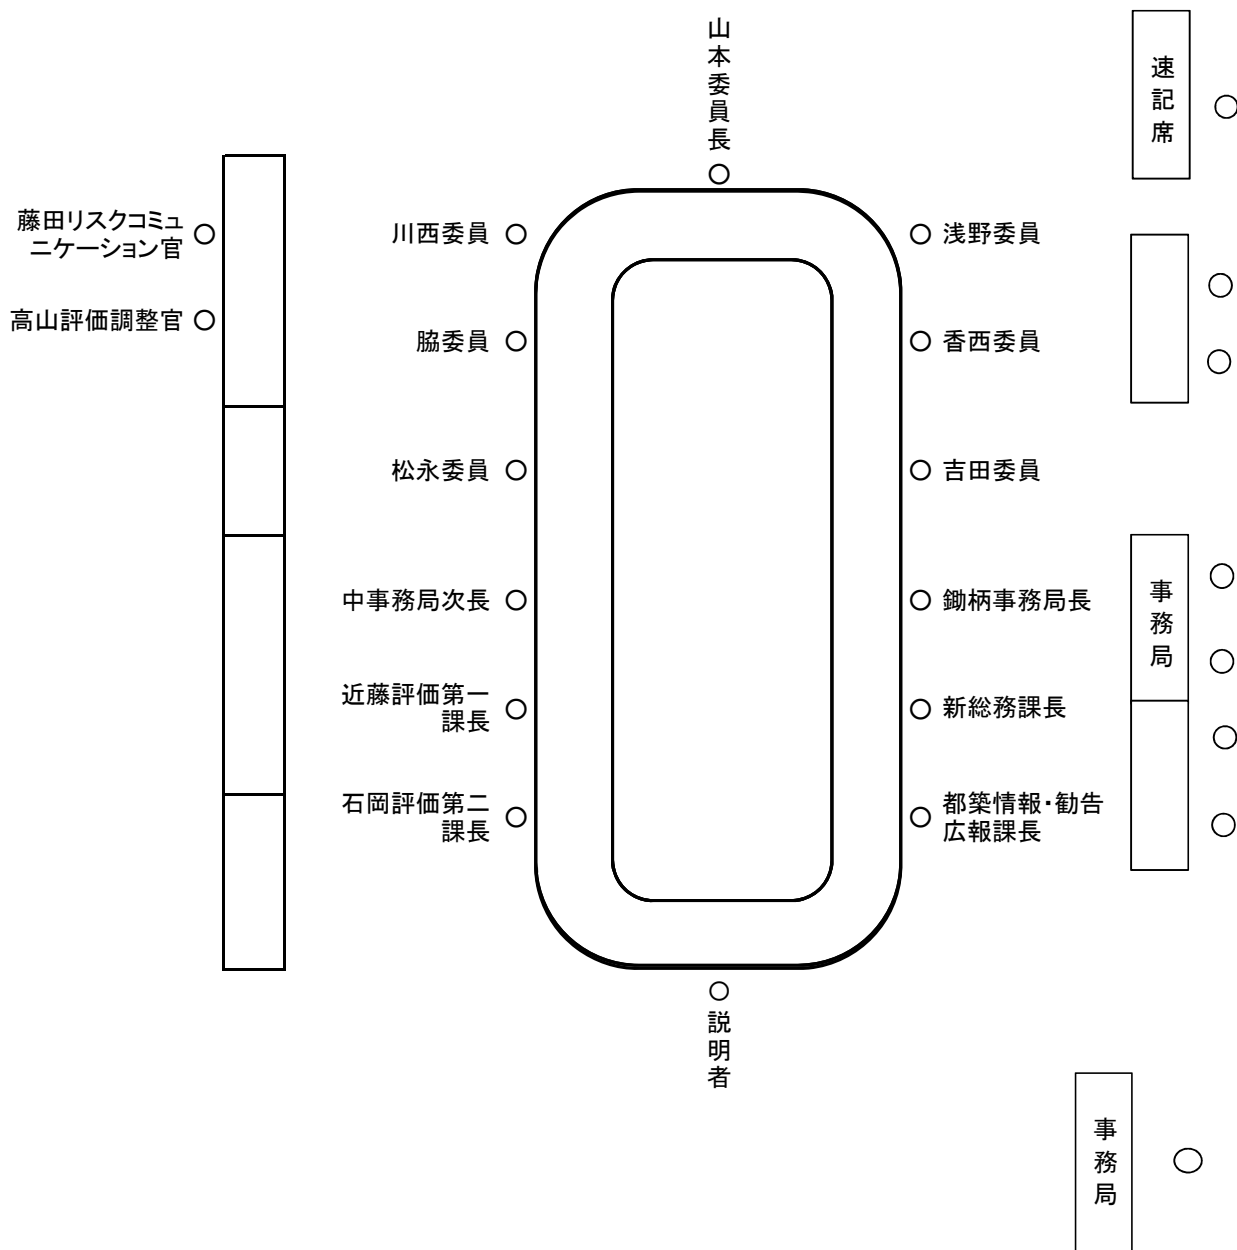 山本委員長
速記席
藤田リスクコミュ
ニケーション官
川西委員
浅野委員
高山評価調整官
脇委員
香西委員
松永委員
吉田委員
中事務局次長
鋤柄事務局長
事務局
近藤評価第一
課長
新総務課長
石岡評価第二
課長
都築情報・勧告
広報課長
説明者
事務局